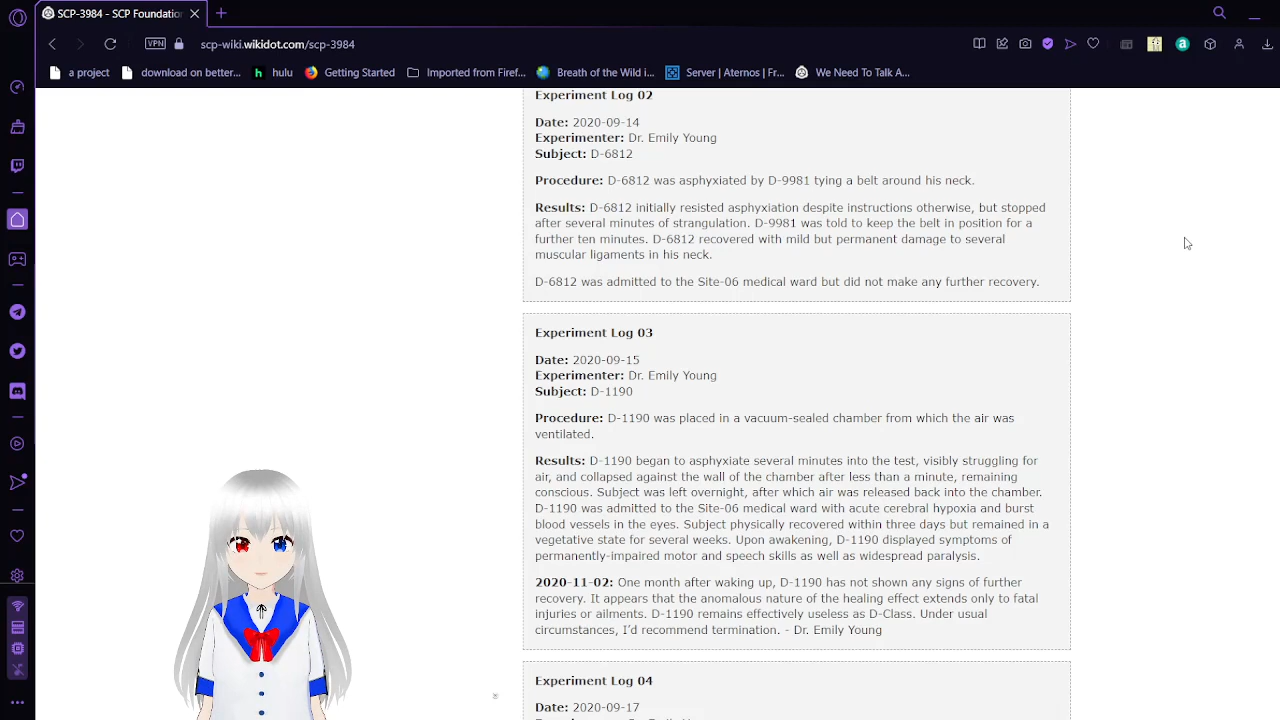 SCP-3984 - SCP Foundation
scp-wiki.wikidot.com/scp-3984
VPN
a project
download on better...
h hulu
Getting Started
Imported from Firef...
Breath of the Wild i...
Server | Aternos | Fr...
We Need To Talk A...
Experiment Log 02
Date: 2020-09-14
Experimenter: Dr. Emily Young
Subject: D-6812
Procedure: D-6812 was asphyxiated by D-9981 tying a belt around his neck.
Results: D-6812 initially resisted asphyxiation despite instructions otherwise, but stopped
after several minutes of strangulation. D-9981 was told to keep the belt in position for a
further ten minutes. D-6812 recovered with mild but permanent damage to several
muscular ligaments in his neck.
D-6812 was admitted to the Site-06 medical ward but did not make any further recovery.
Experiment Log 03
Date: 2020-09-15
Experimenter: Dr. Emily Young
Subject: D-1190
Procedure: D-1190 was placed in a vacuum-sealed chamber from which the air was
ventilated.
Results: D-1190 began to asphyxiate several minutes into the test, visibly struggling for
air, and collapsed against the wall of the chamber after less than a minute, remaining
conscious. Subject was left overnight, after which air was released back into the chamber.
D-1190 was admitted to the Site-06 medical ward with acute cerebral hypoxia and burst
blood vessels in the eyes. Subject physically recovered within three days but remained in a
vegetative state for several weeks. Upon awakening, D-1190 displayed symptoms of
permanently-impaired motor and speech skills as well as widespread paralysis.
2020-11-02: One month after waking up, D-1190 has not shown any signs of further
recovery. It appears that the anomalous nature of the healing effect extends only to fatal
injuries or ailments. D-1190 remains effectively useless as D-Class. Under usual
circumstances, I'd recommend termination. - Dr. Emily Young
Experiment Log 04
Date: 2020-09-17